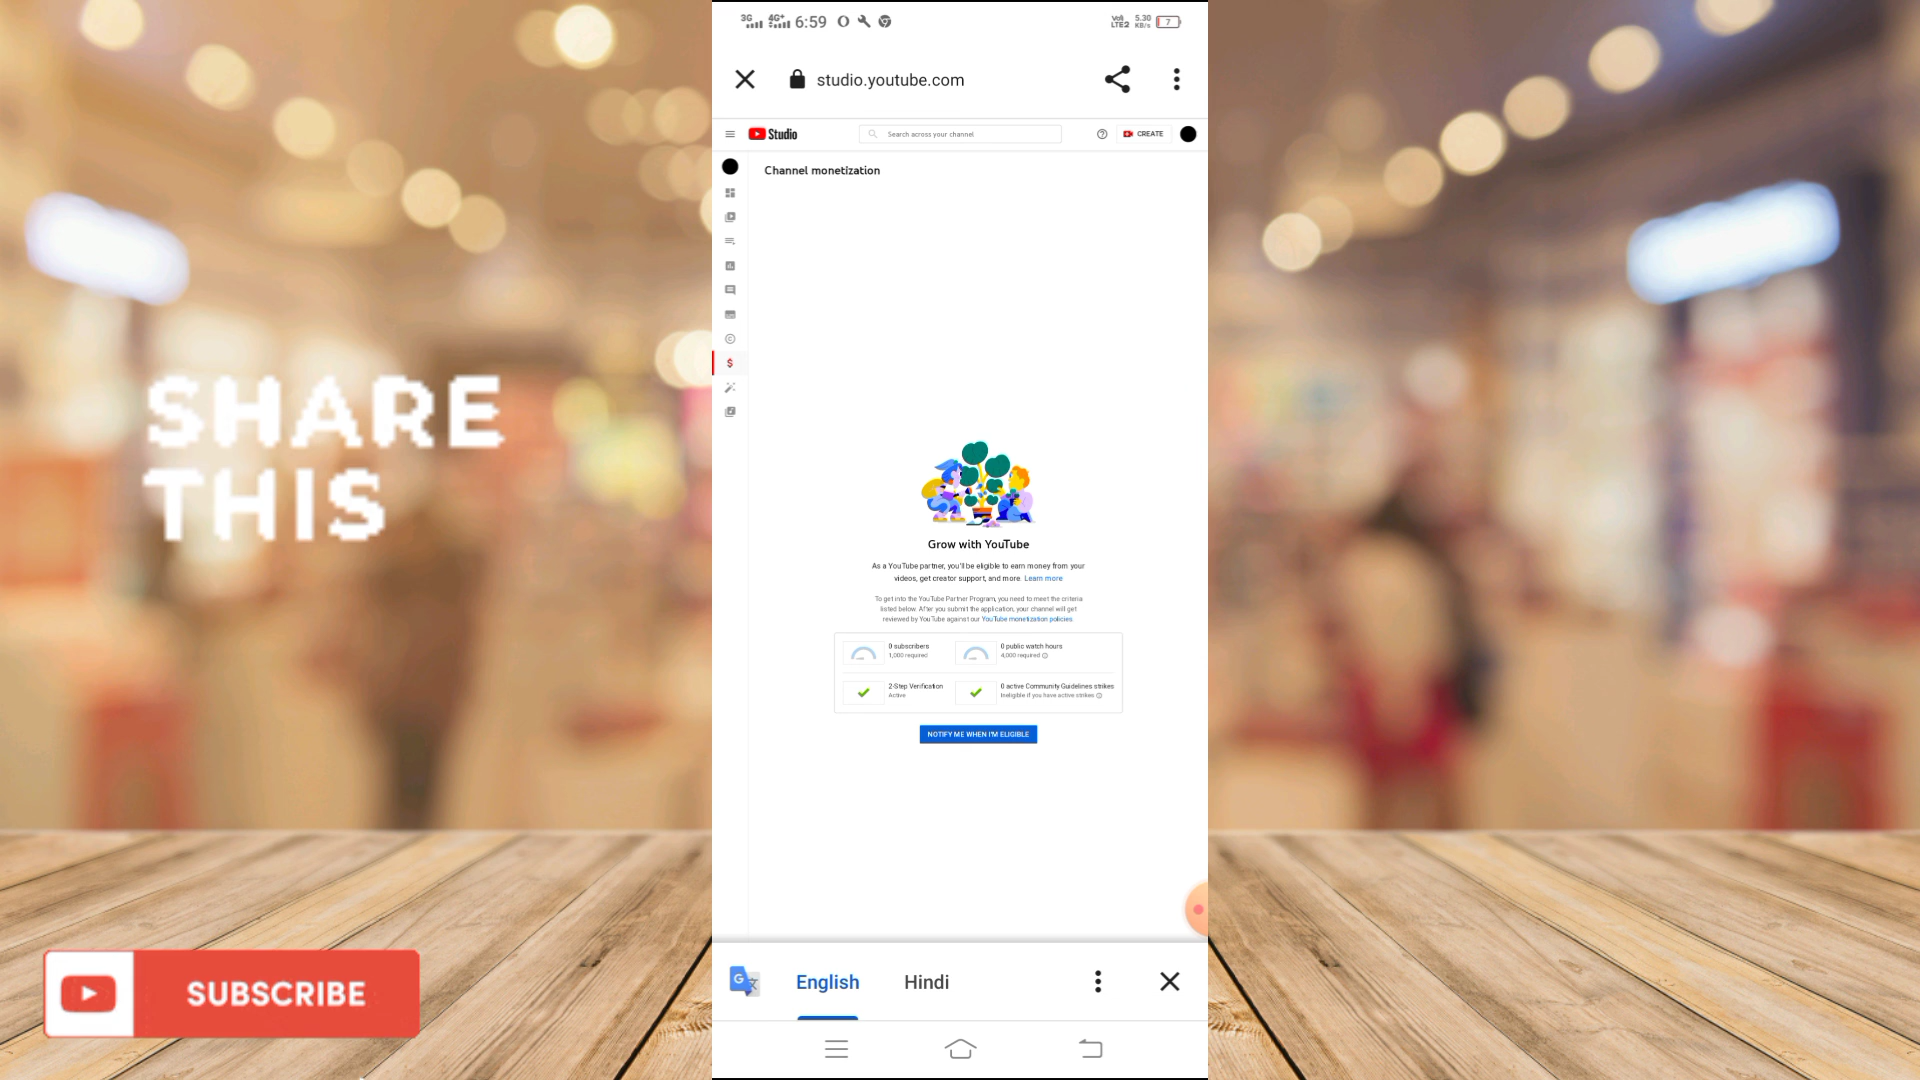 3G 4G+ 6:59
VoLTE2 5.30 KB/s 7
studio.youtube.com
Studio
Search across your channel
CREATE
Channel monetization
$
SHARE
THIS
Grow with YouTube
As a YouTube partner, you'll be eligible to earn money from your
videos, get creator support, and more. Learn more
To get into the YouTube Partner Program, you need to meet the criteria
listed below. After you submit the application, your channel will get
reviewed by YouTube against our YouTube monetization policies.
0 subscribers
1,000 required
0 public watch hours
4,000 required
2-Step Verification
Active
0 active Community Guidelines strikes
Ineligible if you have active strikes
NOTIFY ME WHEN I'M ELIGIBLE
English Hindi
SUBSCRIBE